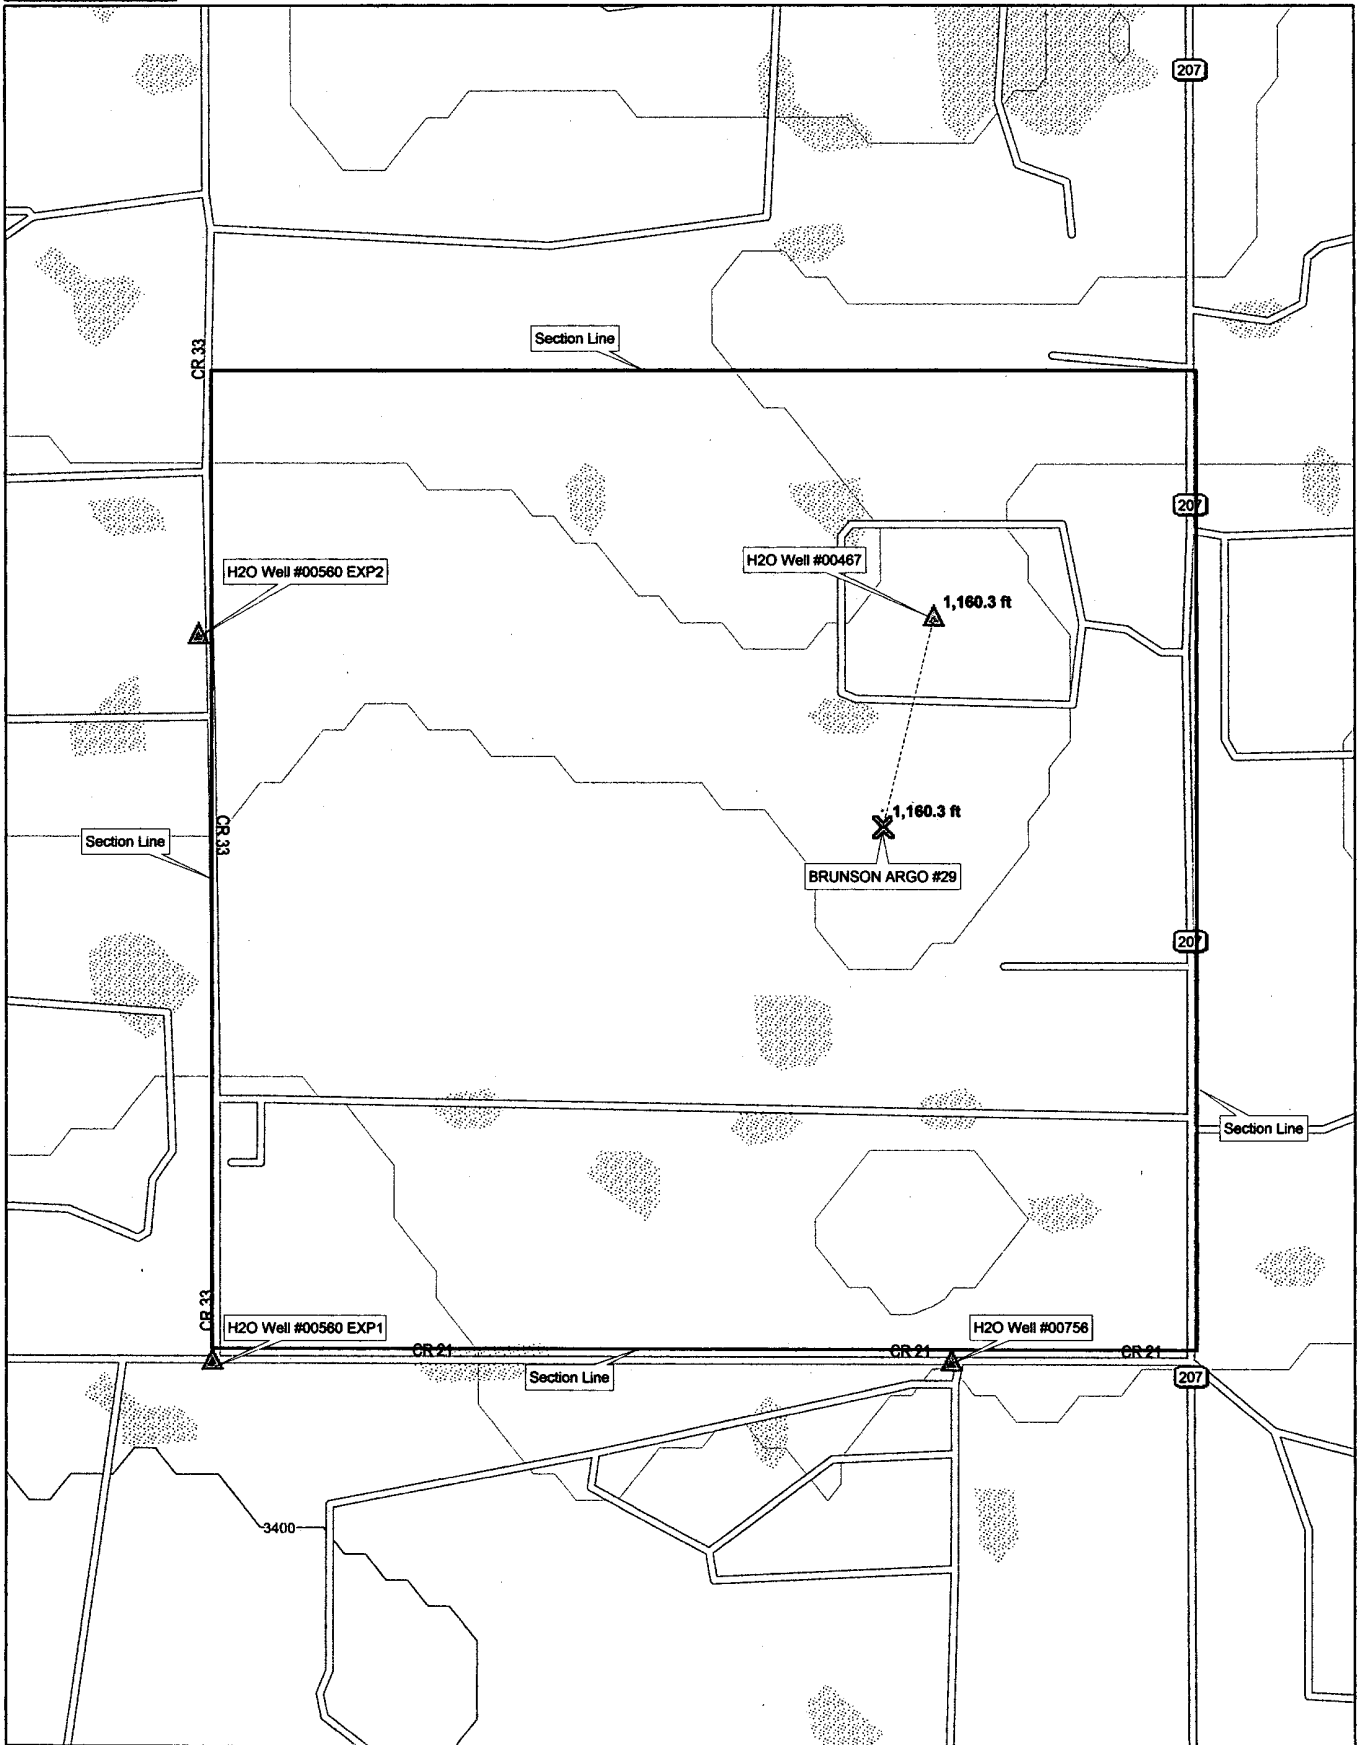 207
Section Line
CR 33
207
H2O Well #00467
H2O Well #00560 EXP2
1,160.3 ft
1,160.3 ft
CR 33
Section Line
BRUNSON ARGO #29
207
Section Line
CR 33
H2O Well #00560 EXP1
H2O Well #00756
CR 21
CR 21
CR 21
Section Line
207
3400